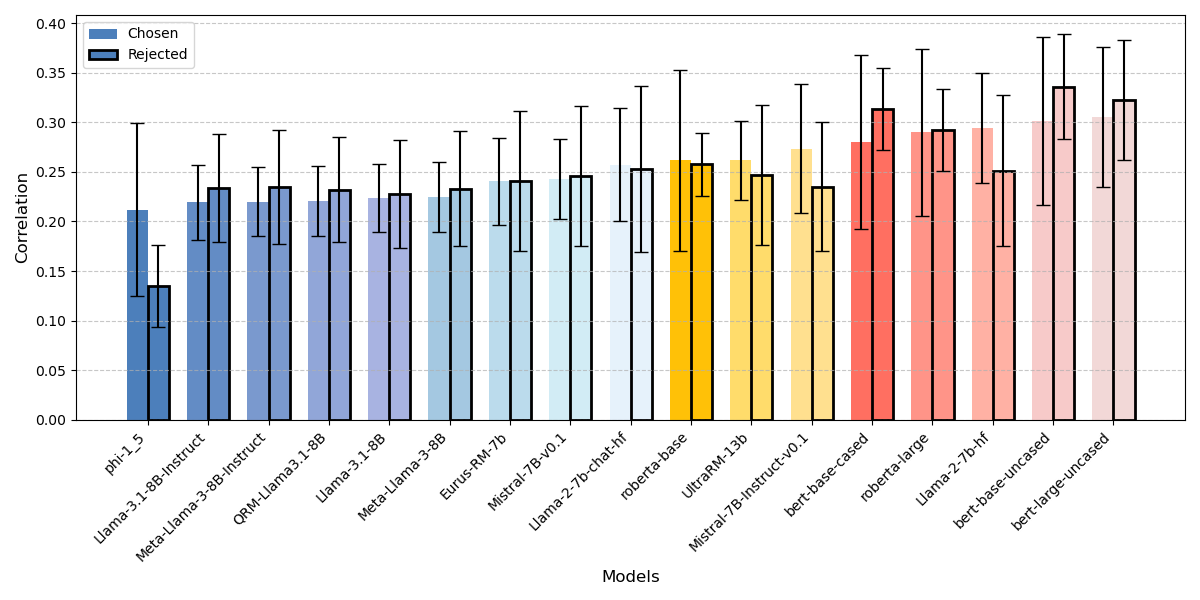 Chosen
Rejected
Correlation
0.40
0.35
0.30
0.25
0.20
0.15
0.10
0.05
0.00
phi-1_5
Llama-3.1-8B-Instruct
Meta-Llama-3-8B-Instruct
QRM-Llama3.1-8B
Llama-3.1-8B
Meta-Llama-3-8B
Eurus-RM-7b
Mistral-7B-v0.1
Llama-2-7b-chat-hf
roberta-base
UltraRM-13b
Mistral-7B-Instruct-v0.1
bert-base-cased
roberta-large
Llama-2-7b-hf
bert-base-uncased
bert-large-uncased
Models